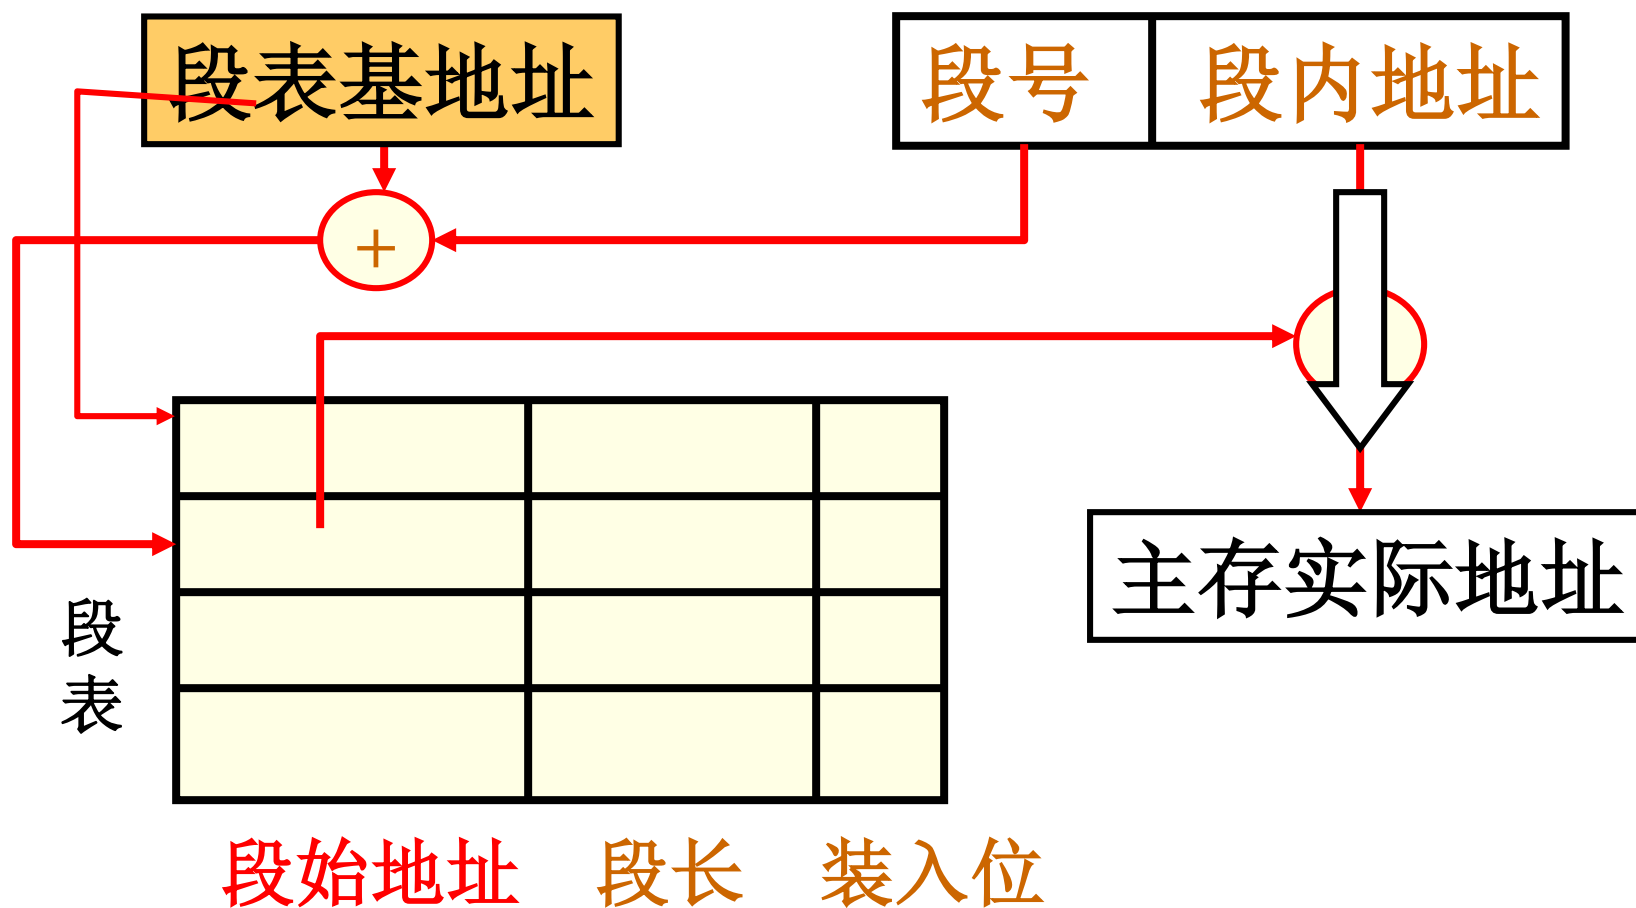 段表基地址
段号 段内地址
+
主存实际地址
段
表
段始地址 段长 装入位